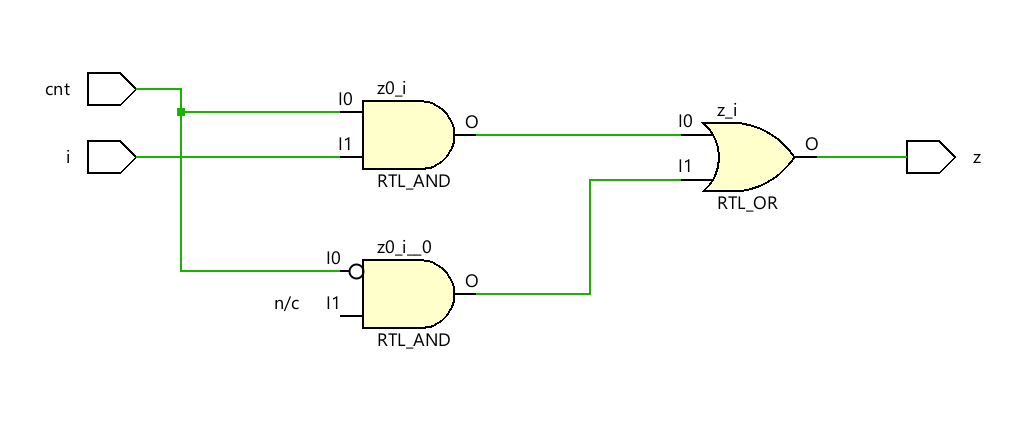 cnt
i
I0
I1
z0_i
O
RTL_AND
I0
n/c
I1
z0_i__0
O
RTL_AND
I0
I1
z_i
O
RTL_OR
z